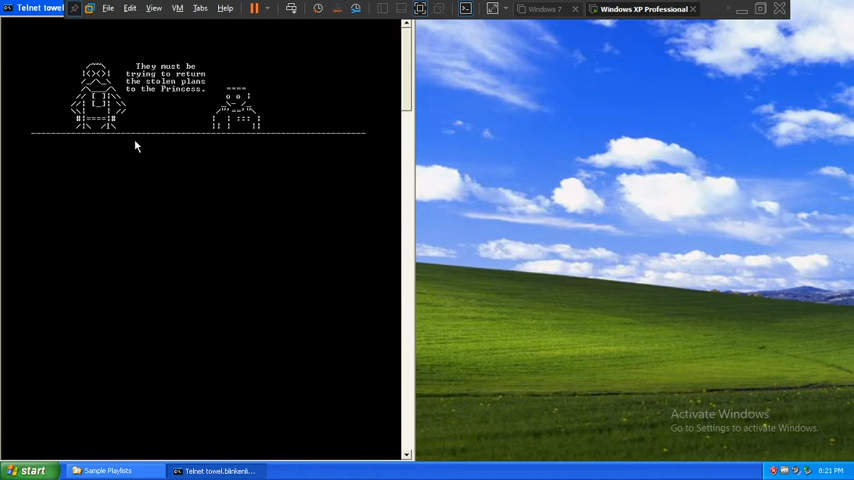 Telnet towel
File Edit View VM Tabs Help
Windows 7
Windows XP Professional
They must be
trying to return
the stolen plans
to the Princess.
Activate Windows
Go to Settings to activate Windows.
start
Sample Playlists
Telnet towel.blinkenli...
8:21 PM